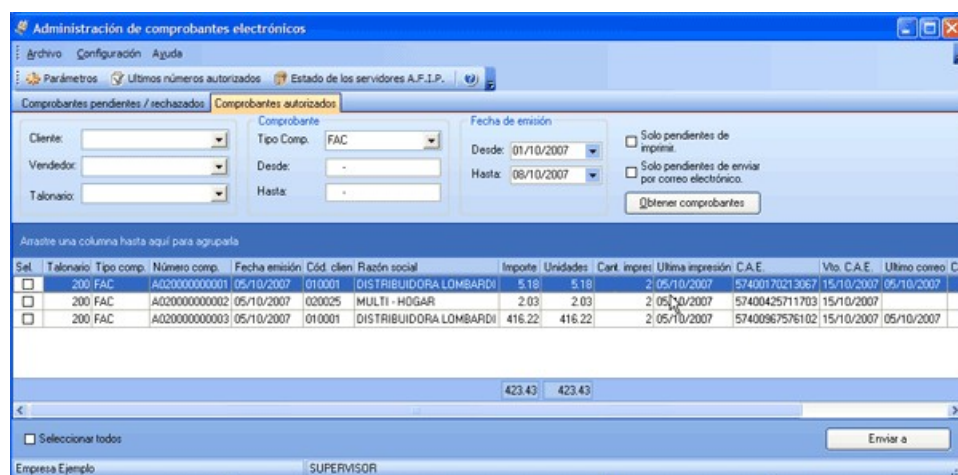 Administración de comprobantes electrónicos
Archivo Configuración Ayuda
Parámetros Ultimos números autorizados Estado de los servidores A.F.I.P.
Comprobantes pendientes / rechazados Comprobantes autorizados
Comprobante Fecha de emisión
Cliente: Tipo Comp. FAC Desde: 01/10/2007 Solo pendientes de imprimir.
Vendedor: Desde: - Hasta: 08/10/2007 Solo pendientes de enviar por correo electrónico.
Talonario: Hasta: - Obtener comprobantes
Arrastre una columna hasta aquí para agruparla
Sel. Talonario Tipo comp. Número comp. Fecha emisión Cód. clien Razón social Importe Unidades Cant. impres Ultima impresión C.A.E. Vto. C.A.E. Ultimo correo C
200 FAC A020000000001 05/10/2007 010001 DISTRIBUIDORA LOMBARDI 5.18 5.18 2 05/10/2007 57400170213067 15/10/2007 05/10/2007
200 FAC A020000000002 05/10/2007 020025 MULTI - HOGAR 2.03 2.03 2 05/10/2007 57400425711703 15/10/2007
200 FAC A020000000003 05/10/2007 010001 DISTRIBUIDORA LOMBARDI 416.22 416.22 2 05/10/2007 57400967576102 15/10/2007 05/10/2007
423.43 423.43
Seleccionar todos Enviar a
Empresa Ejemplo SUPERVISOR